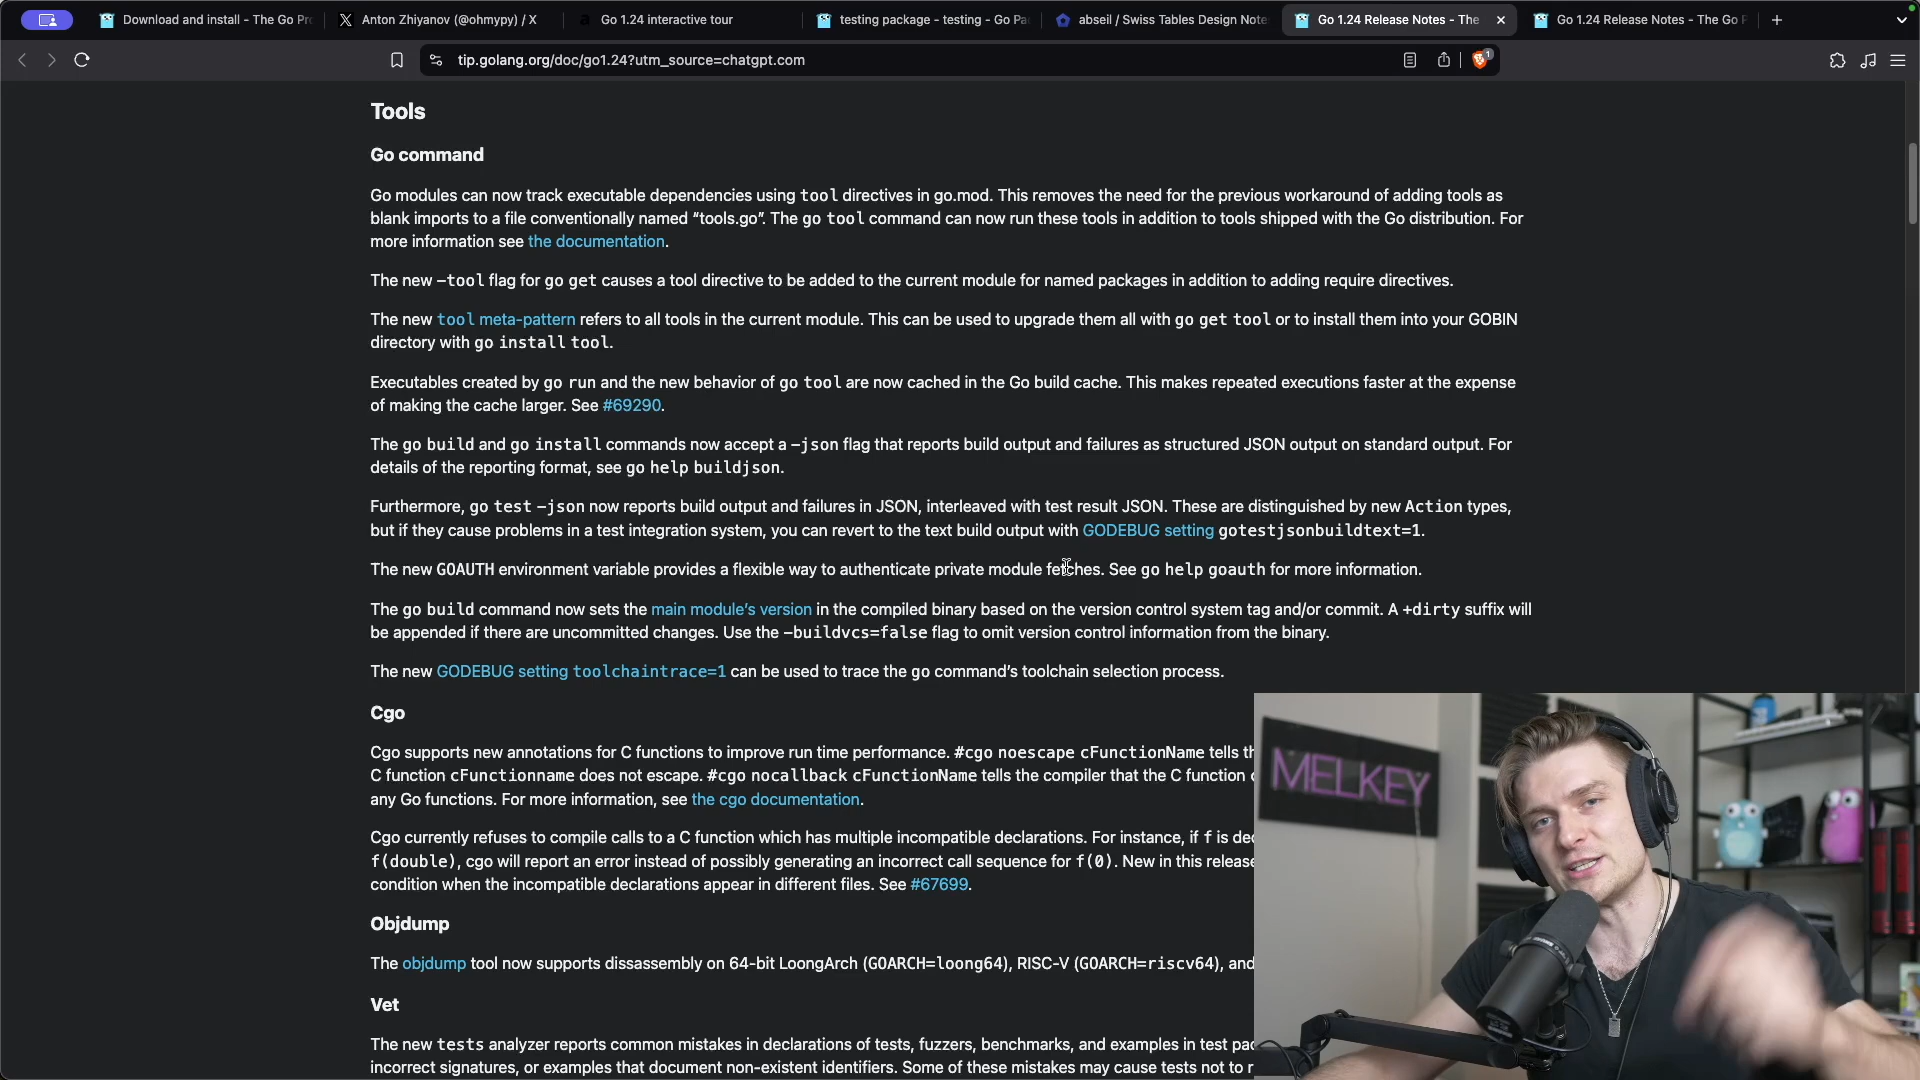 Download and install - The Go Pr
Anton Zhiyanov (@ohmypy) / X
Go 1.24 interactive tour
testing package - testing - Go Pa
abseil / Swiss Tables Design Note
Go 1.24 Release Notes - The
Go 1.24 Release Notes - The Go P
tip.golang.org/doc/go1.24?utm_source=chatgpt.com
1
Tools
Go command
Go modules can now track executable dependencies using tool directives in go.mod. This removes the need for the previous workaround of adding tools as
blank imports to a file conventionally named “tools.go”. The go tool command can now run these tools in addition to tools shipped with the Go distribution. For
more information see the documentation.
The new -tool flag for go get causes a tool directive to be added to the current module for named packages in addition to adding require directives.
The new tool meta-pattern refers to all tools in the current module. This can be used to upgrade them all with go get tool or to install them into your GOBIN
directory with go install tool.
Executables created by go run and the new behavior of go tool are now cached in the Go build cache. This makes repeated executions faster at the expense
of making the cache larger. See #69290.
The go build and go install commands now accept a -json flag that reports build output and failures as structured JSON output on standard output. For
details of the reporting format, see go help buildjson.
Furthermore, go test -json now reports build output and failures in JSON, interleaved with test result JSON. These are distinguished by new Action types,
but if they cause problems in a test integration system, you can revert to the text build output with GODEBUG setting gotestjsonbuildtext=1.
The new GOAUTH environment variable provides a flexible way to authenticate private module fetches. See go help goauth for more information.
The go build command now sets the main module’s version in the compiled binary based on the version control system tag and/or commit. A +dirty suffix will
be appended if there are uncommitted changes. Use the -buildvcs=false flag to omit version control information from the binary.
The new GODEBUG setting toolchaintrace=1 can be used to trace the go command’s toolchain selection process.
Cgo
Cgo supports new annotations for C functions to improve run time performance. #cgo noescape cFunctionName tells th
C function cFunctionname does not escape. #cgo nocallback cFunctionName tells the compiler that the C function
any Go functions. For more information, see the cgo documentation.
Cgo currently refuses to compile calls to a C function which has multiple incompatible declarations. For instance, if f is dec
f(double), cgo will report an error instead of possibly generating an incorrect call sequence for f(0). New in this release
condition when the incompatible declarations appear in different files. See #67699.
Objdump
The objdump tool now supports dissassembly on 64-bit LoongArch (GOARCH=loong64), RISC-V (GOARCH=riscv64), and
Vet
The new tests analyzer reports common mistakes in declarations of tests, fuzzers, benchmarks, and examples in test pac
incorrect signatures, or examples that document non-existent identifiers. Some of these mistakes may cause tests not to r
MELKEY